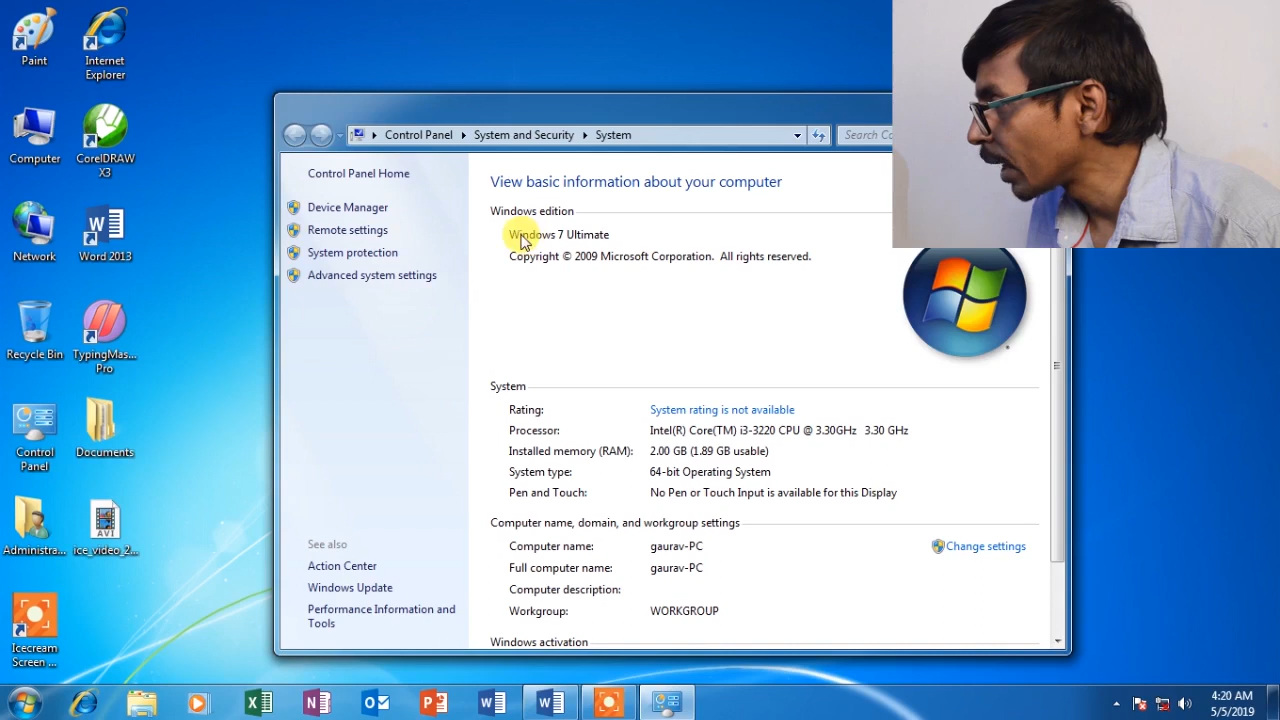 Paint
Internet
Explorer
Computer
CorelDRAW
X3
Network
Word 2013
Recycle Bin
TypingMas...
Pro
Control
Panel
Documents
Administra...
AVI
ice_video_2...
Icecream
Screen ...
Control Panel
System and Security
System
Search Co
Control Panel Home
Device Manager
Remote settings
System protection
Advanced system settings
See also
Action Center
Windows Update
Performance Information and
Tools
View basic information about your computer
Windows edition
Windows 7 Ultimate
Copyright © 2009 Microsoft Corporation. All rights reserved.
System
Rating: System rating is not available
Processor: Intel(R) Core(TM) i3-3220 CPU @ 3.30GHz 3.30 GHz
Installed memory (RAM): 2.00 GB (1.89 GB usable)
System type: 64-bit Operating System
Pen and Touch: No Pen or Touch Input is available for this Display
Computer name, domain, and workgroup settings
Computer name: gaurav-PC
Change settings
Full computer name: gaurav-PC
Computer description:
Workgroup: WORKGROUP
Windows activation
4:20 AM
5/5/2019